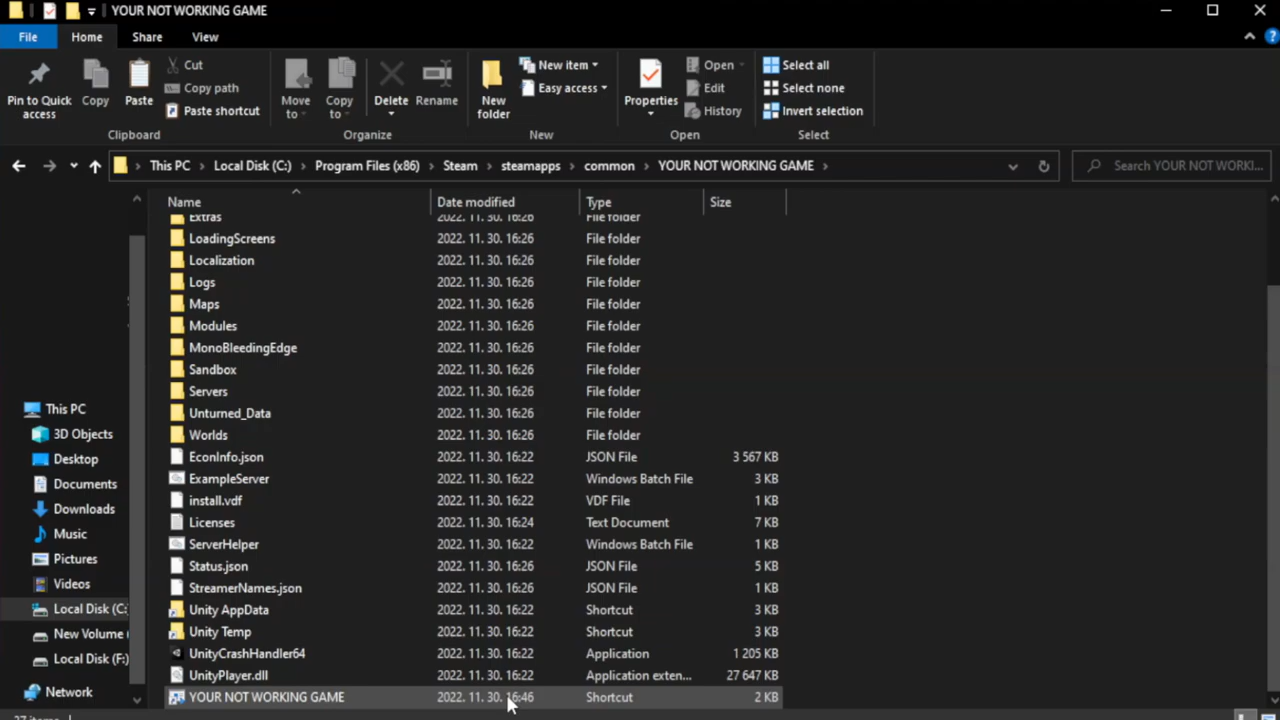 YOUR NOT WORKING GAME
File Home Share View
Pin to Quick access
Copy
Paste
Cut
Copy path
Paste shortcut
Clipboard
Move to
Copy to
Delete
Rename
Organize
New folder
New item
Easy access
New
Properties
Open
Edit
History
Open
Select all
Select none
Invert selection
Select
This PC > Local Disk (C:) > Program Files (x86) > Steam > steamapps > common > YOUR NOT WORKING GAME >
Search YOUR NOT WORKI...
Name Date modified Type Size
Extras 2022. 11. 30. 16:26 File folder
LoadingScreens 2022. 11. 30. 16:26 File folder
Localization 2022. 11. 30. 16:26 File folder
Logs 2022. 11. 30. 16:26 File folder
Maps 2022. 11. 30. 16:26 File folder
Modules 2022. 11. 30. 16:26 File folder
MonoBleedingEdge 2022. 11. 30. 16:26 File folder
Sandbox 2022. 11. 30. 16:26 File folder
Servers 2022. 11. 30. 16:26 File folder
Unturned_Data 2022. 11. 30. 16:26 File folder
Worlds 2022. 11. 30. 16:26 File folder
EconInfo.json 2022. 11. 30. 16:22 JSON File 3 567 KB
ExampleServer 2022. 11. 30. 16:22 Windows Batch File 3 KB
install.vdf 2022. 11. 30. 16:22 VDF File 1 KB
Licenses 2022. 11. 30. 16:24 Text Document 7 KB
ServerHelper 2022. 11. 30. 16:22 Windows Batch File 1 KB
Status.json 2022. 11. 30. 16:26 JSON File 5 KB
StreamerNames.json 2022. 11. 30. 16:26 JSON File 1 KB
Unity AppData 2022. 11. 30. 16:22 Shortcut 3 KB
Unity Temp 2022. 11. 30. 16:22 Shortcut 3 KB
UnityCrashHandler64 2022. 11. 30. 16:22 Application 1 205 KB
UnityPlayer.dll 2022. 11. 30. 16:22 Application exten... 27 647 KB
YOUR NOT WORKING GAME 2022. 11. 30. 16:46 Shortcut 2 KB
This PC
3D Objects
Desktop
Documents
Downloads
Music
Pictures
Videos
Local Disk (C:
New Volume (
Local Disk (F:)
Network